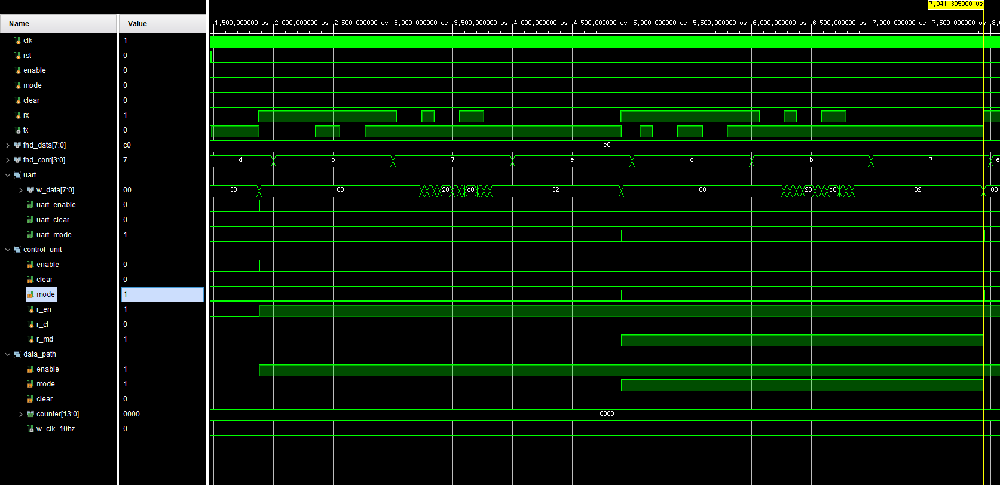 7,941.395000 us
Name Value
1,500.000000 us 2,000.000000 us 2,500.000000 us 3,000.000000 us 3,500.000000 us 4,000.000000 us 4,500.000000 us 5,000.000000 us 5,500.000000 us 6,000.000000 us 6,500.000000 us 7,000.000000 us 7,500.000000 us 8,0
clk 1
rst 0
enable 0
mode 0
clear 0
rx 1
tx 0
fnd_data[7:0] c0 c0
fnd_com[3:0] 7 d b 7 e d b 7 e
uart
w_data[7:0] 00 30 00 20 c8 32 00 20 c8 32 00
uart_enable 0
uart_clear 0
uart_mode 1
control_unit
enable 0
clear 0
mode 1
r_en 1
r_cl 0
r_md 1
data_path
enable 1
mode 1
clear 0
counter[13:0] 0000 0000
w_clk_10hz 0